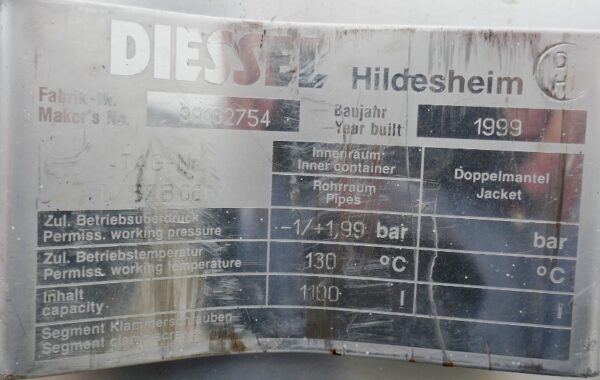 DIESSEL Hildesheim
Fabrik-Nr.
Maker's No.
Baujahr
Year built 1999
Innenraum
Inner container
Rohrraum
Pipes
Doppelmantel
Jacket
Zul. Betriebsüberdruck
Permiss. working pressure -1/+1,99 bar bar
Zul. Betriebstemperatur
Permiss. working temperature 130 °C °C
Inhalt
capacity 1100 l l
Segment Klammerschrauben
Segment clamp screws